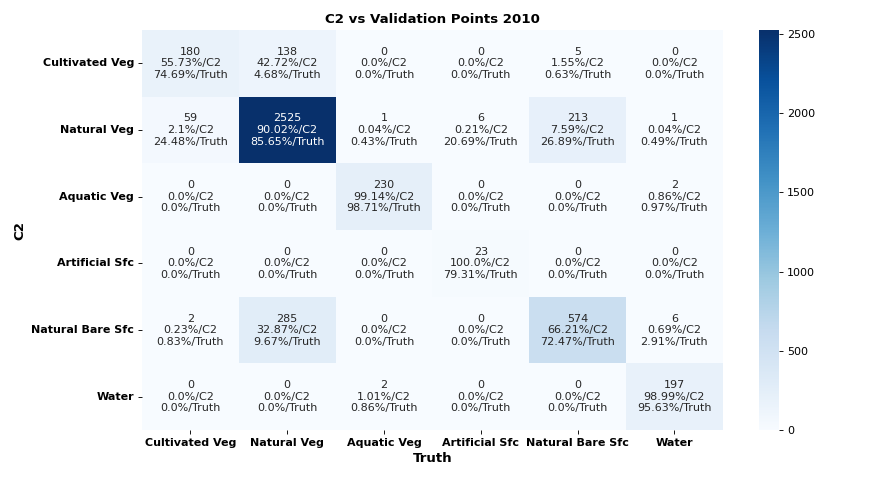 C2 vs Validation Points 2010
Cultivated Veg
180 138 0 0 5 0
55.73%/C2 42.72%/C2 0.0%/C2 0.0%/C2 1.55%/C2 0.0%/C2
74.69%/Truth 4.68%/Truth 0.0%/Truth 0.0%/Truth 0.63%/Truth 0.0%/Truth
Natural Veg
59 2525 1 6 213 1
2.1%/C2 90.02%/C2 0.04%/C2 0.21%/C2 7.59%/C2 0.04%/C2
24.48%/Truth 85.65%/Truth 0.43%/Truth 20.69%/Truth 26.89%/Truth 0.49%/Truth
Aquatic Veg
0 0 230 0 0 2
0.0%/C2 0.0%/C2 99.14%/C2 0.0%/C2 0.0%/C2 0.86%/C2
0.0%/Truth 0.0%/Truth 98.71%/Truth 0.0%/Truth 0.0%/Truth 0.97%/Truth
Artificial Sfc
0 0 0 23 0 0
0.0%/C2 0.0%/C2 0.0%/C2 100.0%/C2 0.0%/C2 0.0%/C2
0.0%/Truth 0.0%/Truth 0.0%/Truth 79.31%/Truth 0.0%/Truth 0.0%/Truth
Natural Bare Sfc
2 285 0 0 574 6
0.23%/C2 32.87%/C2 0.0%/C2 0.0%/C2 66.21%/C2 0.69%/C2
0.83%/Truth 9.67%/Truth 0.0%/Truth 0.0%/Truth 72.47%/Truth 2.91%/Truth
Water
0 0 2 0 0 197
0.0%/C2 0.0%/C2 1.01%/C2 0.0%/C2 0.0%/C2 98.99%/C2
0.0%/Truth 0.0%/Truth 0.86%/Truth 0.0%/Truth 0.0%/Truth 95.63%/Truth
C2
Cultivated Veg Natural Veg Aquatic Veg Artificial Sfc Natural Bare Sfc Water
Truth
2500
2000
1500
1000
500
0